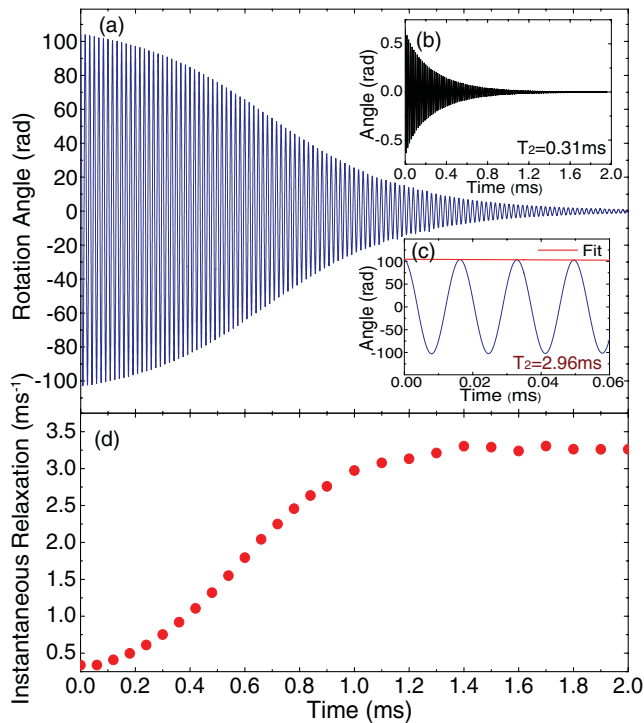 (a)
Rotation Angle (rad)
100
80
60
40
20
0
-20
-40
-60
-80
-100
(b)
Angle (rad)
0.5
0.0
-0.5
T2=0.31ms
0.0 0.4 0.8 1.2 1.6 2.0
Time (ms)
(c)
Fit
Angle (rad)
100
50
0
-50
-100
T2=2.96ms
0.00 0.02 0.04 0.06
Time (ms)
(d)
Instantaneous Relaxation (ms-1)
3.5
3.0
2.5
2.0
1.5
1.0
0.5
0.0 0.2 0.4 0.6 0.8 1.0 1.2 1.4 1.6 1.8 2.0
Time (ms)